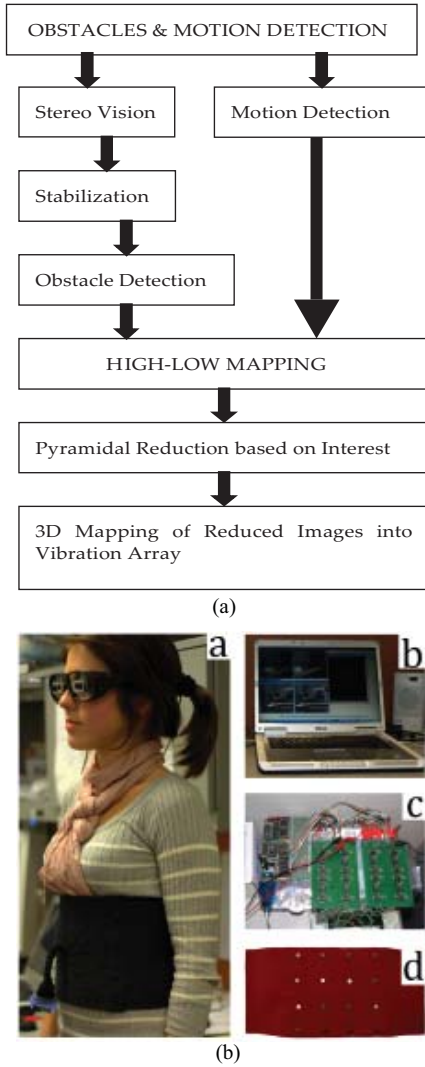 OBSTACLES & MOTION DETECTION
Stereo Vision
Motion Detection
Stabilization
Obstacle Detection
HIGH-LOW MAPPING
Pyramidal Reduction based on Interest
3D Mapping of Reduced Images into
Vibration Array
(a)
a
b
c
d
(b)